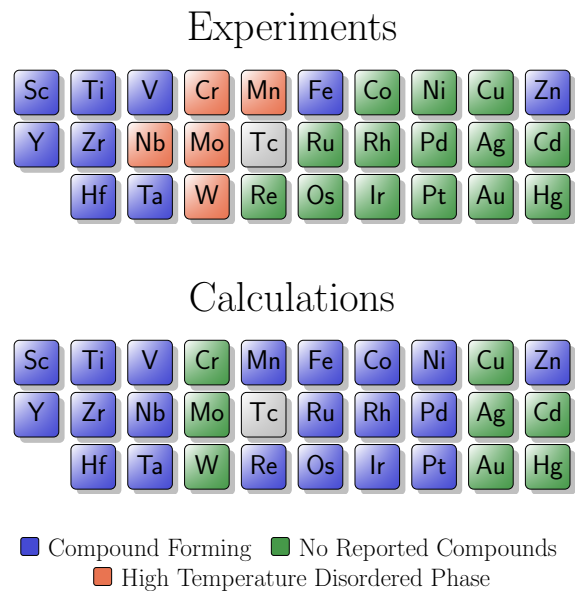 Experiments
Sc Ti V Cr Mn Fe Co Ni Cu Zn
Y Zr Nb Mo Tc Ru Rh Pd Ag Cd
Hf Ta W Re Os Ir Pt Au Hg
Calculations
Sc Ti V Cr Mn Fe Co Ni Cu Zn
Y Zr Nb Mo Tc Ru Rh Pd Ag Cd
Hf Ta W Re Os Ir Pt Au Hg
Compound Forming No Reported Compounds
High Temperature Disordered Phase